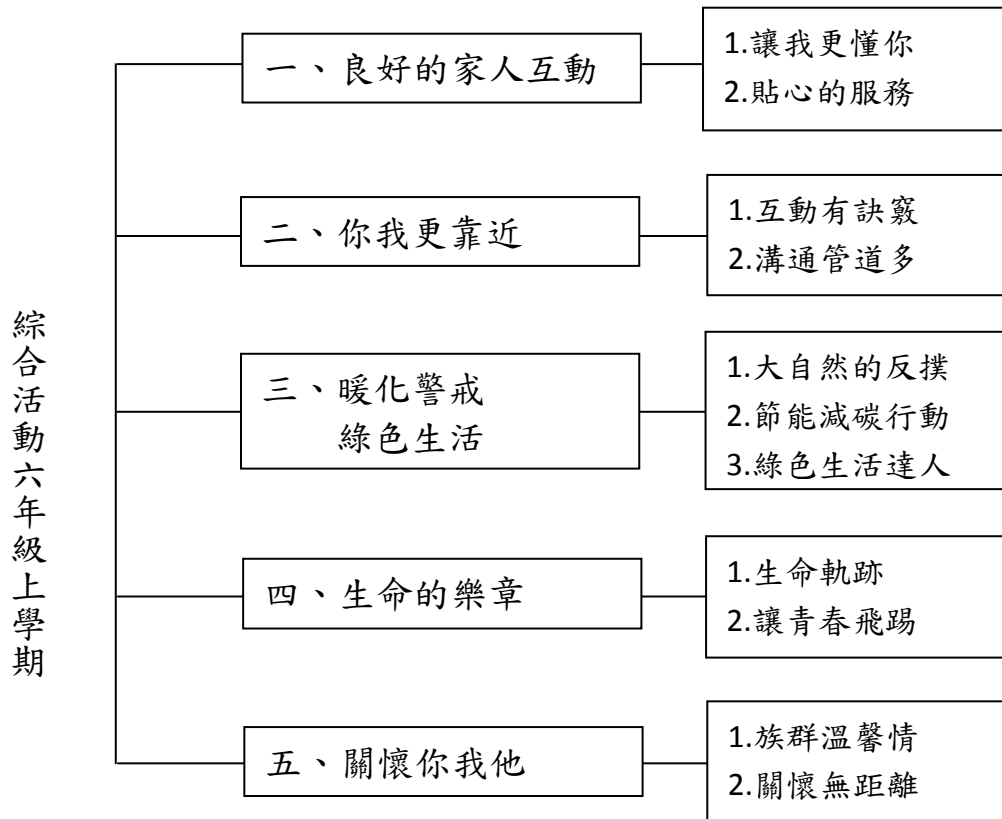 綜合活動六年級上學期
一、良好的家人互動
1.讓我更懂你
2.貼心的服務
二、你我更靠近
1.互動有訣竅
2.溝通管道多
三、暖化警戒
綠色生活
1.大自然的反撲
2.節能減碳行動
3.綠色生活達人
四、生命的樂章
1.生命軌跡
2.讓青春飛踢
五、關懷你我他
1.族群溫馨情
2.關懷無距離